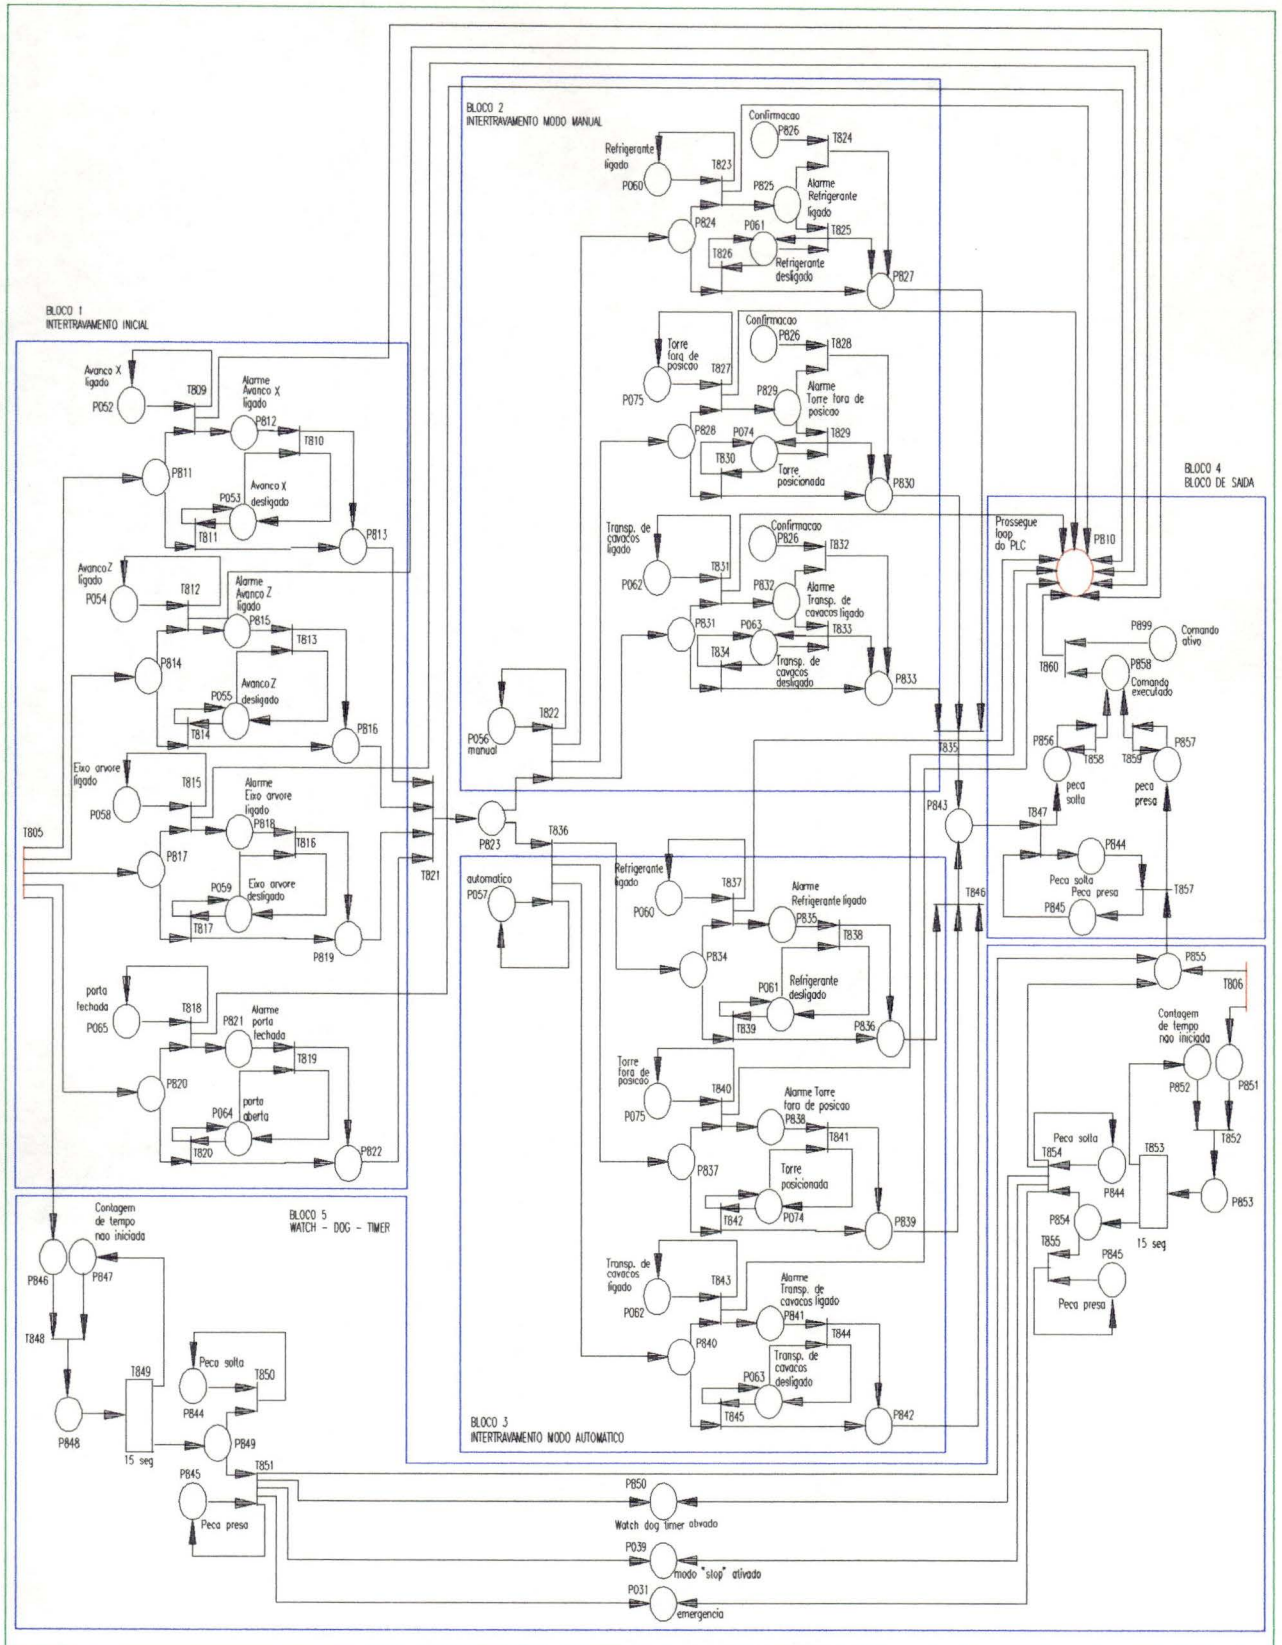 BLOCO 2
INTERTRAVAMENTO MODO MANUAL
Confirmacao
P826
T824
Refrigerante
ligado
P060
T823
P825
Alarme
Refrigerante
ligado
P824
P061
T825
T826
Refrigerante
desligado
P827
BLOCO 1
INTERTRAVAMENTO INICIAL
Torre
fora de
posicao
P075
T827
Confirmacao
P826
T828
P829
Alarme
Torre fora de
posicao
P828
P074
T829
T830
Torre
posicionada
P830
Avanco X
ligado
P052
T809
Alarme
Avanco X
ligado
P812
T810
P811
P053
Avanco X
desligado
T811
P813
Transp. de
cavacos
ligado
P062
T831
Confirmacao
P826
T832
P832
Alarme
Transp. de
cavacos ligado
P831
P063
T833
T834
Transp. de
cavacos
desligado
P833
Avanco Z
ligado
P054
T812
Alarme
Avanco Z
ligado
P815
T813
P814
P055
Avanco Z
desligado
T814
P816
P056
manual
T822
T835
BLOCO 4
BLOCO DE SAIDA
Prossegue
loop
do PLC
P810
P899
Comando
ativo
T860
P858
Comando
executado
P856
T858
T859
P857
peca
solta
peca
presa
P843
T847
P844
Peca solta
Peca presa
P845
T857
Eixo arvore
ligado
P058
T815
Alarme
Eixo arvore
ligado
P818
T816
T805
P817
P059
Eixo arvore
desligado
T817
P819
T821
P823
T836
automatico
P057
Refrigerante
ligado
P060
T837
Alarme
Refrigerante ligado
P835
T838
T846
P834
P061
Refrigerante
desligado
T839
P836
porta
fechada
P065
T818
P821
Alarme
porta
fechada
T819
P820
P064
porta
aberta
T820
P822
Torre
fora de
posicao
P075
T840
Alarme Torre
fora de posicao
P838
T841
P837
Torre
posicionada
T842
P074
P839
P855
T806
Contagem
de tempo
nao iniciada
P852
P851
T852
Peca solta
T854
P844
T853
P853
P854
15 seg
T855
P845
Peca presa
BLOCO 5
WATCH - DOG - TIMER
Contagem
de tempo
nao iniciada
P846
P847
T848
P848
T849
15 seg
Peca solta
P844
T850
P849
T851
P845
Peca presa
Transp. de
cavacos
ligado
P062
T843
Alarme
Transp. de
cavacos ligado
P841
T844
P840
P063
Transp. de
cavacos
desligado
T845
P842
BLOCO 3
INTERTRAVAMENTO MODO AUTOMATICO
P850
Watch dog timer ativado
P039
modo "stop" ativado
P031
emergencia